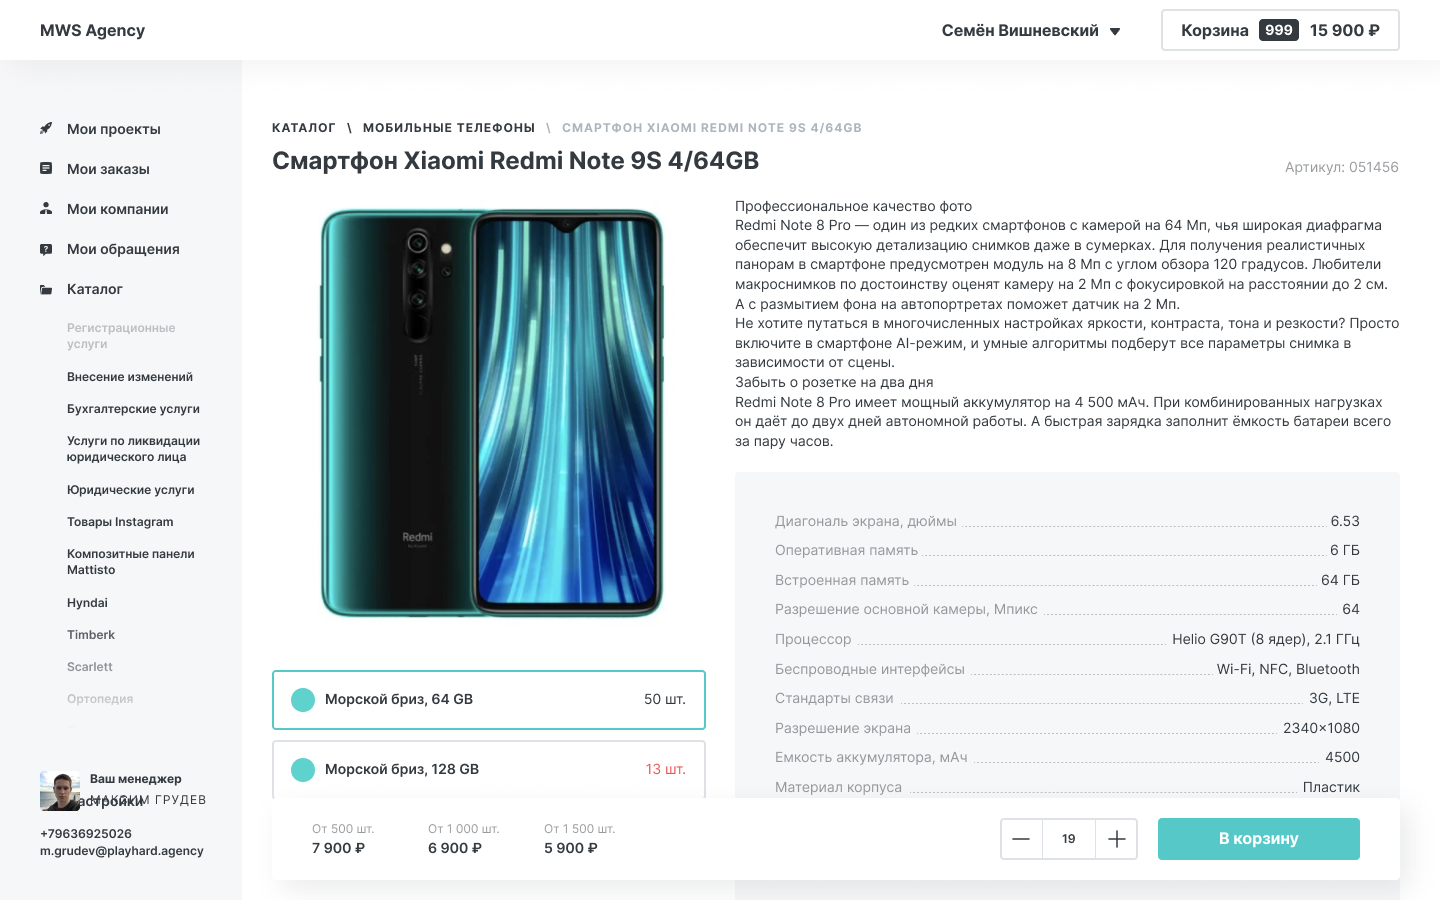 MWS Agency
Семён Вишневский
Корзина 999 15 900 ₽
Мои проекты
Мои заказы
Мои компании
Мои обращения
Каталог
Регистрационные
услуги
Внесение изменений
Бухгалтерские услуги
Услуги по ликвидации
юридического лица
Юридические услуги
Товары Instagram
Композитные панели
Mattisto
Hyndai
Timberk
Scarlett
Ортопедия
Ваш менеджер
МАКСИМ ГРУДЕВ
+79636925026
m.grudev@playhard.agency
КАТАЛОГ \ МОБИЛЬНЫЕ ТЕЛЕФОНЫ \ СМАРТФОН XIAOMI REDMI NOTE 9S 4/64GB
Смартфон Xiaomi Redmi Note 9S 4/64GB
Артикул: 051456
Redmi
Профессиональное качество фото
Redmi Note 8 Pro — один из редких смартфонов с камерой на 64 Мп, чья широкая диафрагма
обеспечит высокую детализацию снимков даже в сумерках. Для получения реалистичных
панорам в смартфоне предусмотрен модуль на 8 Мп с углом обзора 120 градусов. Любители
макроснимков по достоинству оценят камеру на 2 Мп с фокусировкой на расстоянии до 2 см.
А с размытием фона на автопортретах поможет датчик на 2 Мп.
Не хотите путаться в многочисленных настройках яркости, контраста, тона и резкости? Просто
включите в смартфоне AI-режим, и умные алгоритмы подберут все параметры снимка в
зависимости от сцены.
Забыть о розетке на два дня
Redmi Note 8 Pro имеет мощный аккумулятор на 4 500 мАч. При комбинированных нагрузках
он даёт до двух дней автономной работы. А быстрая зарядка заполнит ёмкость батареи всего
за пару часов.
Морской бриз, 64 GB 50 шт.
Морской бриз, 128 GB 13 шт.
Диагональ экрана, дюймы 6.53
Оперативная память 6 ГБ
Встроенная память 64 ГБ
Разрешение основной камеры, Мпикс 64
Процессор Helio G90T (8 ядер), 2.1 ГГц
Беспроводные интерфейсы Wi-Fi, NFC, Bluetooth
Стандарты связи 3G, LTE
Разрешение экрана 2340×1080
Емкость аккумулятора, мАч 4500
Материал корпуса Пластик
От 500 шт. От 1 000 шт. От 1 500 шт.
7 900 ₽ 6 900 ₽ 5 900 ₽
19
В корзину